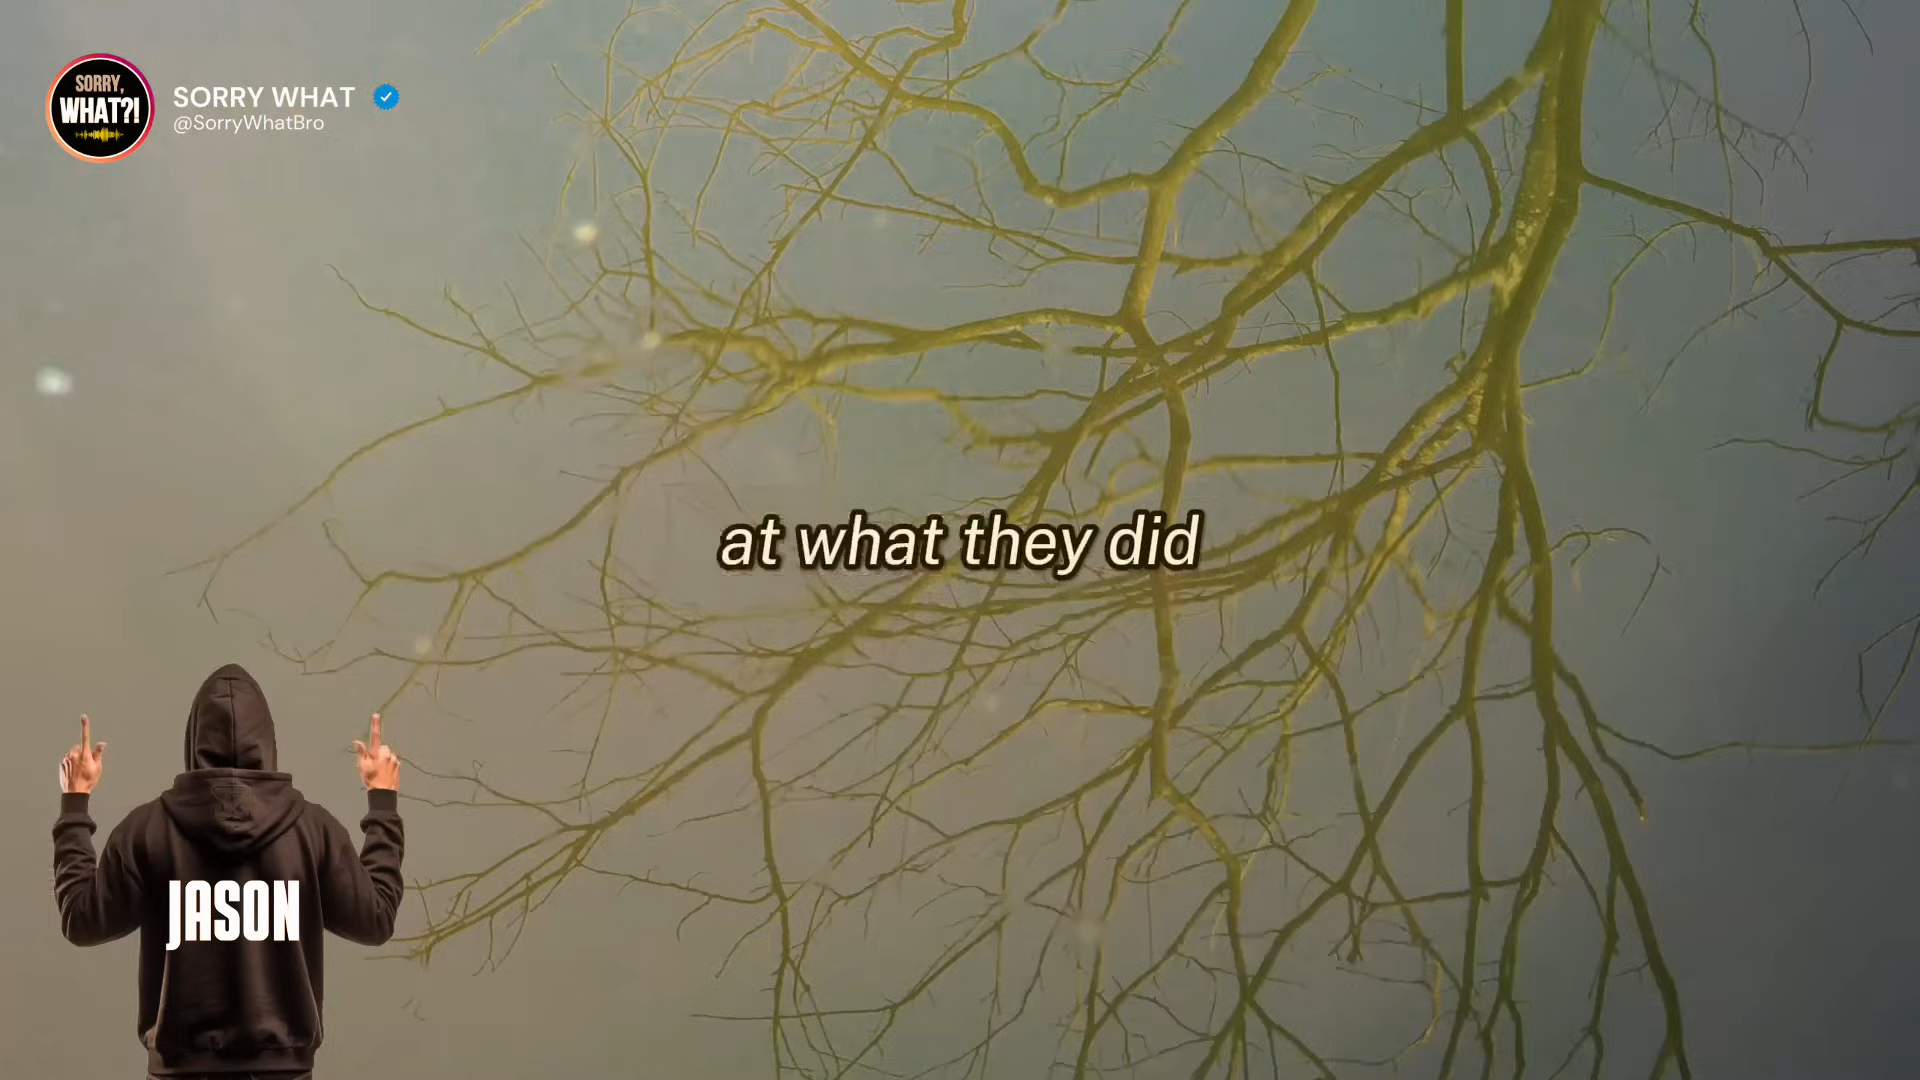 SORRY,
WHAT?!
SORRY WHAT
@SorryWhatBro
at what they did
JASON